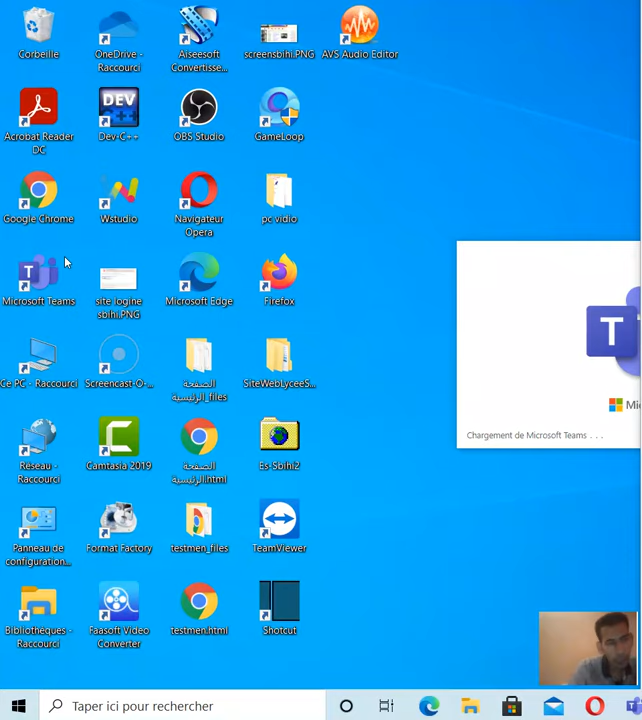 Corbeille
OneDrive -
Raccourci
Aiseesoft
Convertisse...
screensbihi.PNG
AVS Audio Editor
Acrobat Reader
DC
DEV
Dev-C++
OBS Studio
GameLoop
Google Chrome
Wstudio
Navigateur
Opera
pc vidio
Microsoft Teams
site logine
sbihi.PNG
Microsoft Edge
Firefox
Ce PC - Raccourci
Screencast-O-...
الصفحة
الرئيسية_files
SiteWebLyceeS...
Réseau -
Raccourci
Camtasia 2019
الصفحة
الرئيسية.html
Es-Sbihi2
Panneau de
configuration...
Format Factory
testmen_files
TeamViewer
Bibliothèques -
Raccourci
Faasoft Video
Converter
testmen.html
Shotcut
T
Mi
Chargement de Microsoft Teams . . .
Taper ici pour rechercher